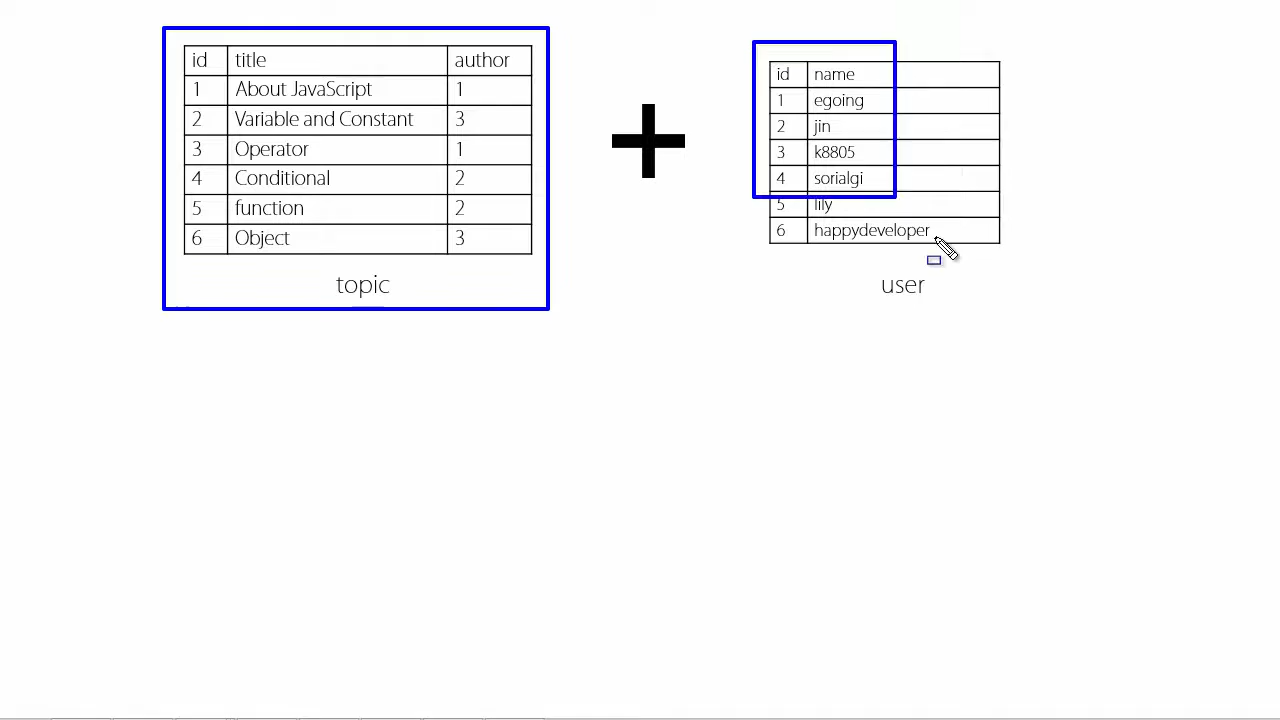 id title author
1 About JavaScript 1
2 Variable and Constant 3
3 Operator 1
4 Conditional 2
5 function 2
6 Object 3
topic
id name
1 egoing
2 jin
3 k8805
4 sorialgi
5 lily
6 happydeveloper
user